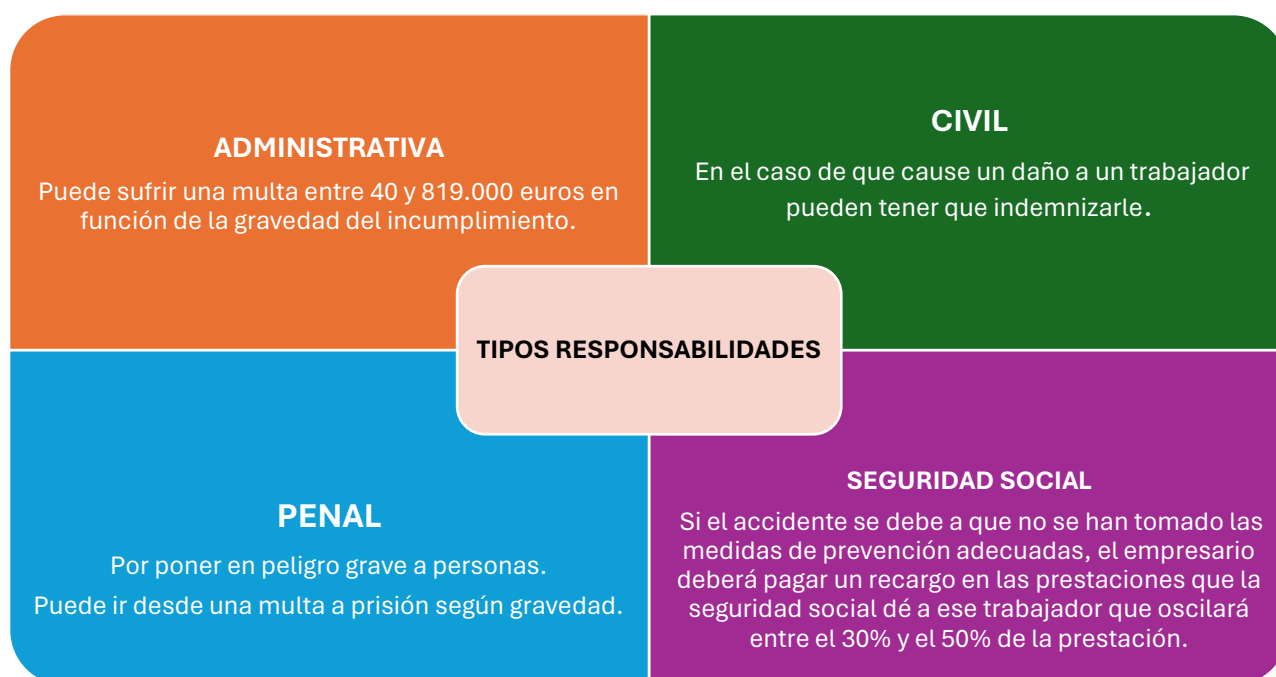 ADMINISTRATIVA
Puede sufrir una multa entre 40 y 819.000 euros en
función de la gravedad del incumplimiento.
CIVIL
En el caso de que cause un daño a un trabajador
pueden tener que indemnizarle.
TIPOS RESPONSABILIDADES
PENAL
Por poner en peligro grave a personas.
Puede ir desde una multa a prisión según gravedad.
SEGURIDAD SOCIAL
Si el accidente se debe a que no se han tomado las
medidas de prevención adecuadas, el empresario
deberá pagar un recargo en las prestaciones que la
seguridad social dé a ese trabajador que oscilará
entre el 30% y el 50% de la prestación.